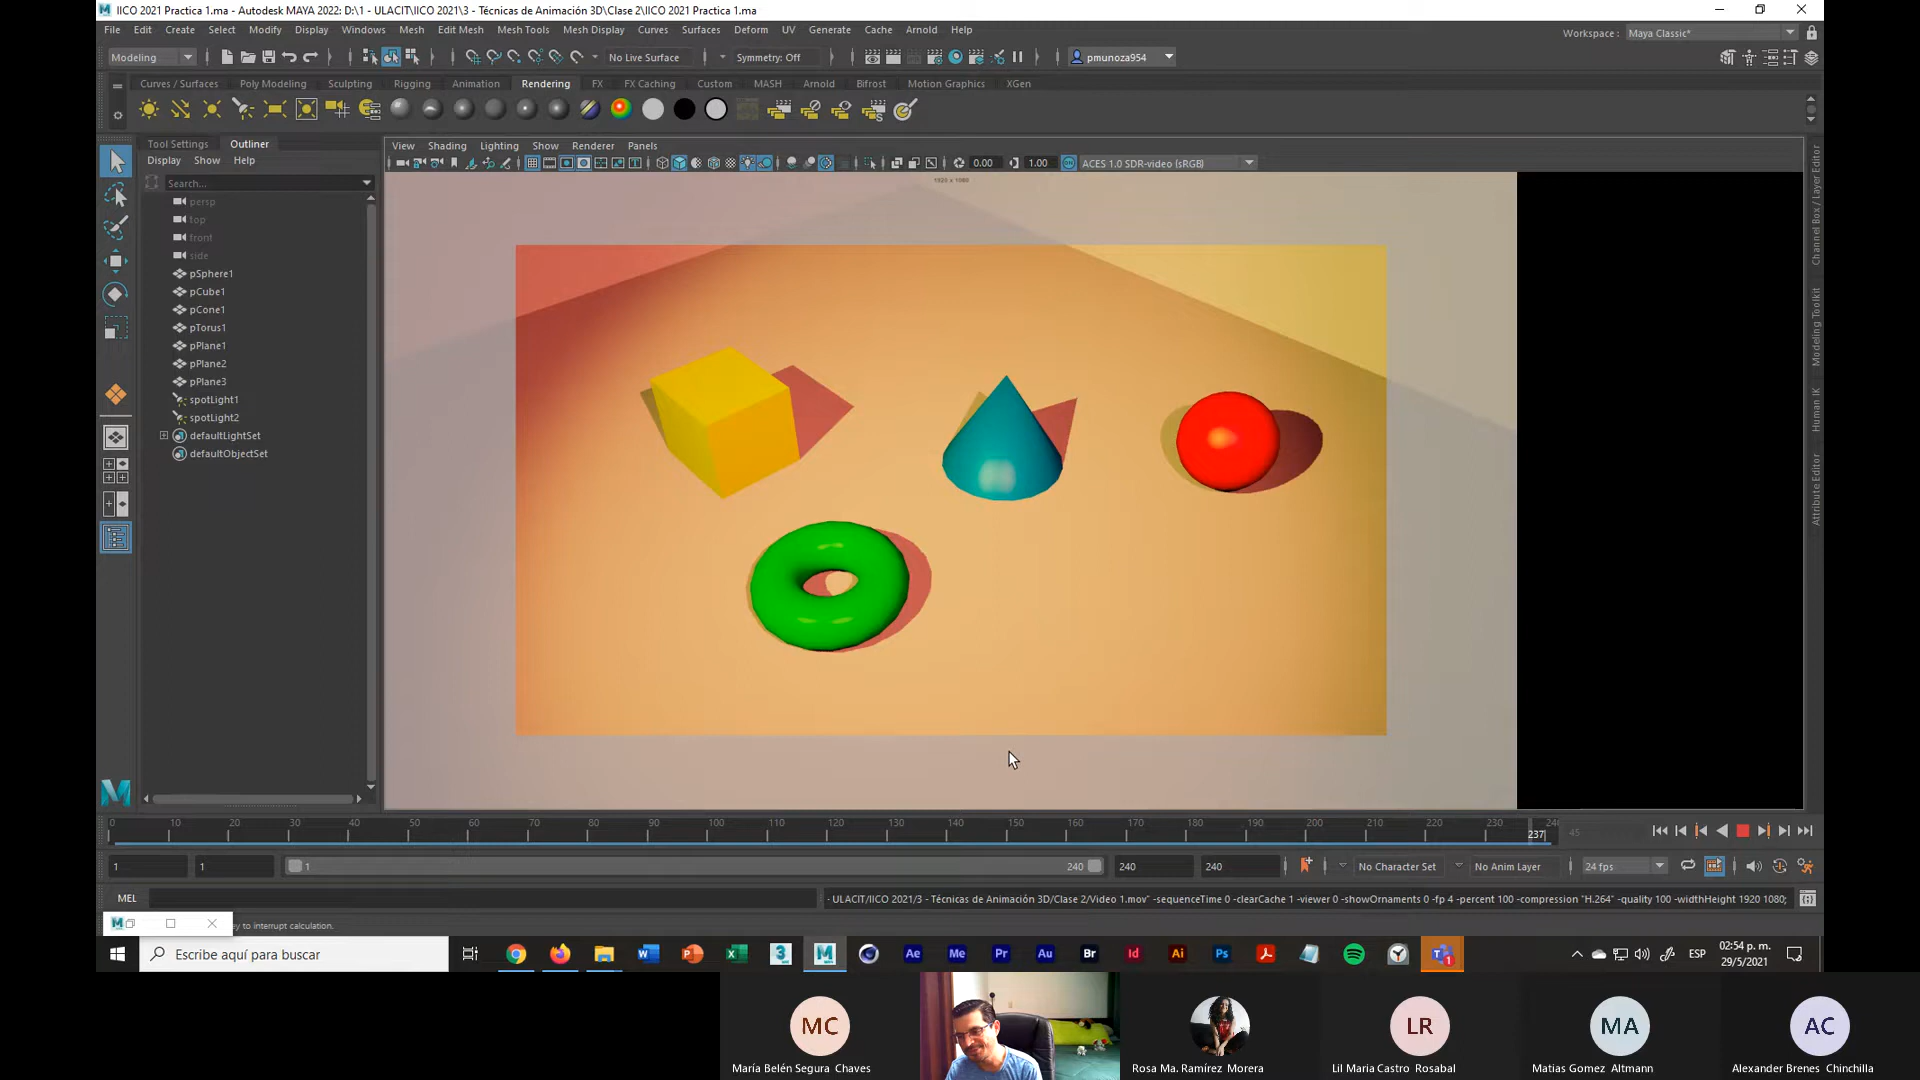 IICO 2021 Practica 1.ma - Autodesk MAYA 2022: D:\1 - ULACIT\IICO 2021\3 - Técnicas de Animación 3D\Clase 2\IICO 2021 Practica 1.ma
File Edit Create Select Modify Display Windows Mesh Edit Mesh Mesh Tools Mesh Display Curves Surfaces Deform UV Generate Cache Arnold Help
Workspace : Maya Classic*
Modeling No Live Surface Symmetry: Off pmunoza954
Curves / Surfaces Poly Modeling Sculpting Rigging Animation Rendering FX FX Caching Custom MASH Arnold Bifrost Motion Graphics XGen
Tool Settings Outliner
Display Show Help
Search...
persp
top
front
side
pSphere1
pCube1
pCone1
pTorus1
pPlane1
pPlane2
pPlane3
spotLight1
spotLight2
defaultLightSet
defaultObjectSet
View Shading Lighting Show Renderer Panels
0.00 1.00 ACES 1.0 SDR-video (sRGB)
1920 x 1080
Channel Box / Layer Editor
Modeling Toolkit
Human IK
Attribute Editor
0 10 20 30 40 50 60 70 80 90 100 110 120 130 140 150 160 170 180 190 200 210 220 230 240
237
45
1 1 1 240 240 240 No Character Set No Anim Layer 24 fps
MEL
- ULACIT/IICO 2021/3 - Técnicas de Animación 3D/Clase 2/Video 1.mov" -sequenceTime 0 -clearCache 1 -viewer 0 -showOrnaments 0 -fp 4 -percent 100 -compression "H.264" -quality 100 -widthHeight 1920 1080;
y to interrupt calculation.
Escribe aquí para buscar
3 M Ae Me Pr Au Br Id Ai Ps 1
ESP
02:54 p. m.
29/5/2021
MC
María Belén Segura Chaves
Rosa Ma. Ramírez Morera
LR
Lil Maria Castro Rosabal
MA
Matias Gomez Altmann
AC
Alexander Brenes Chinchilla